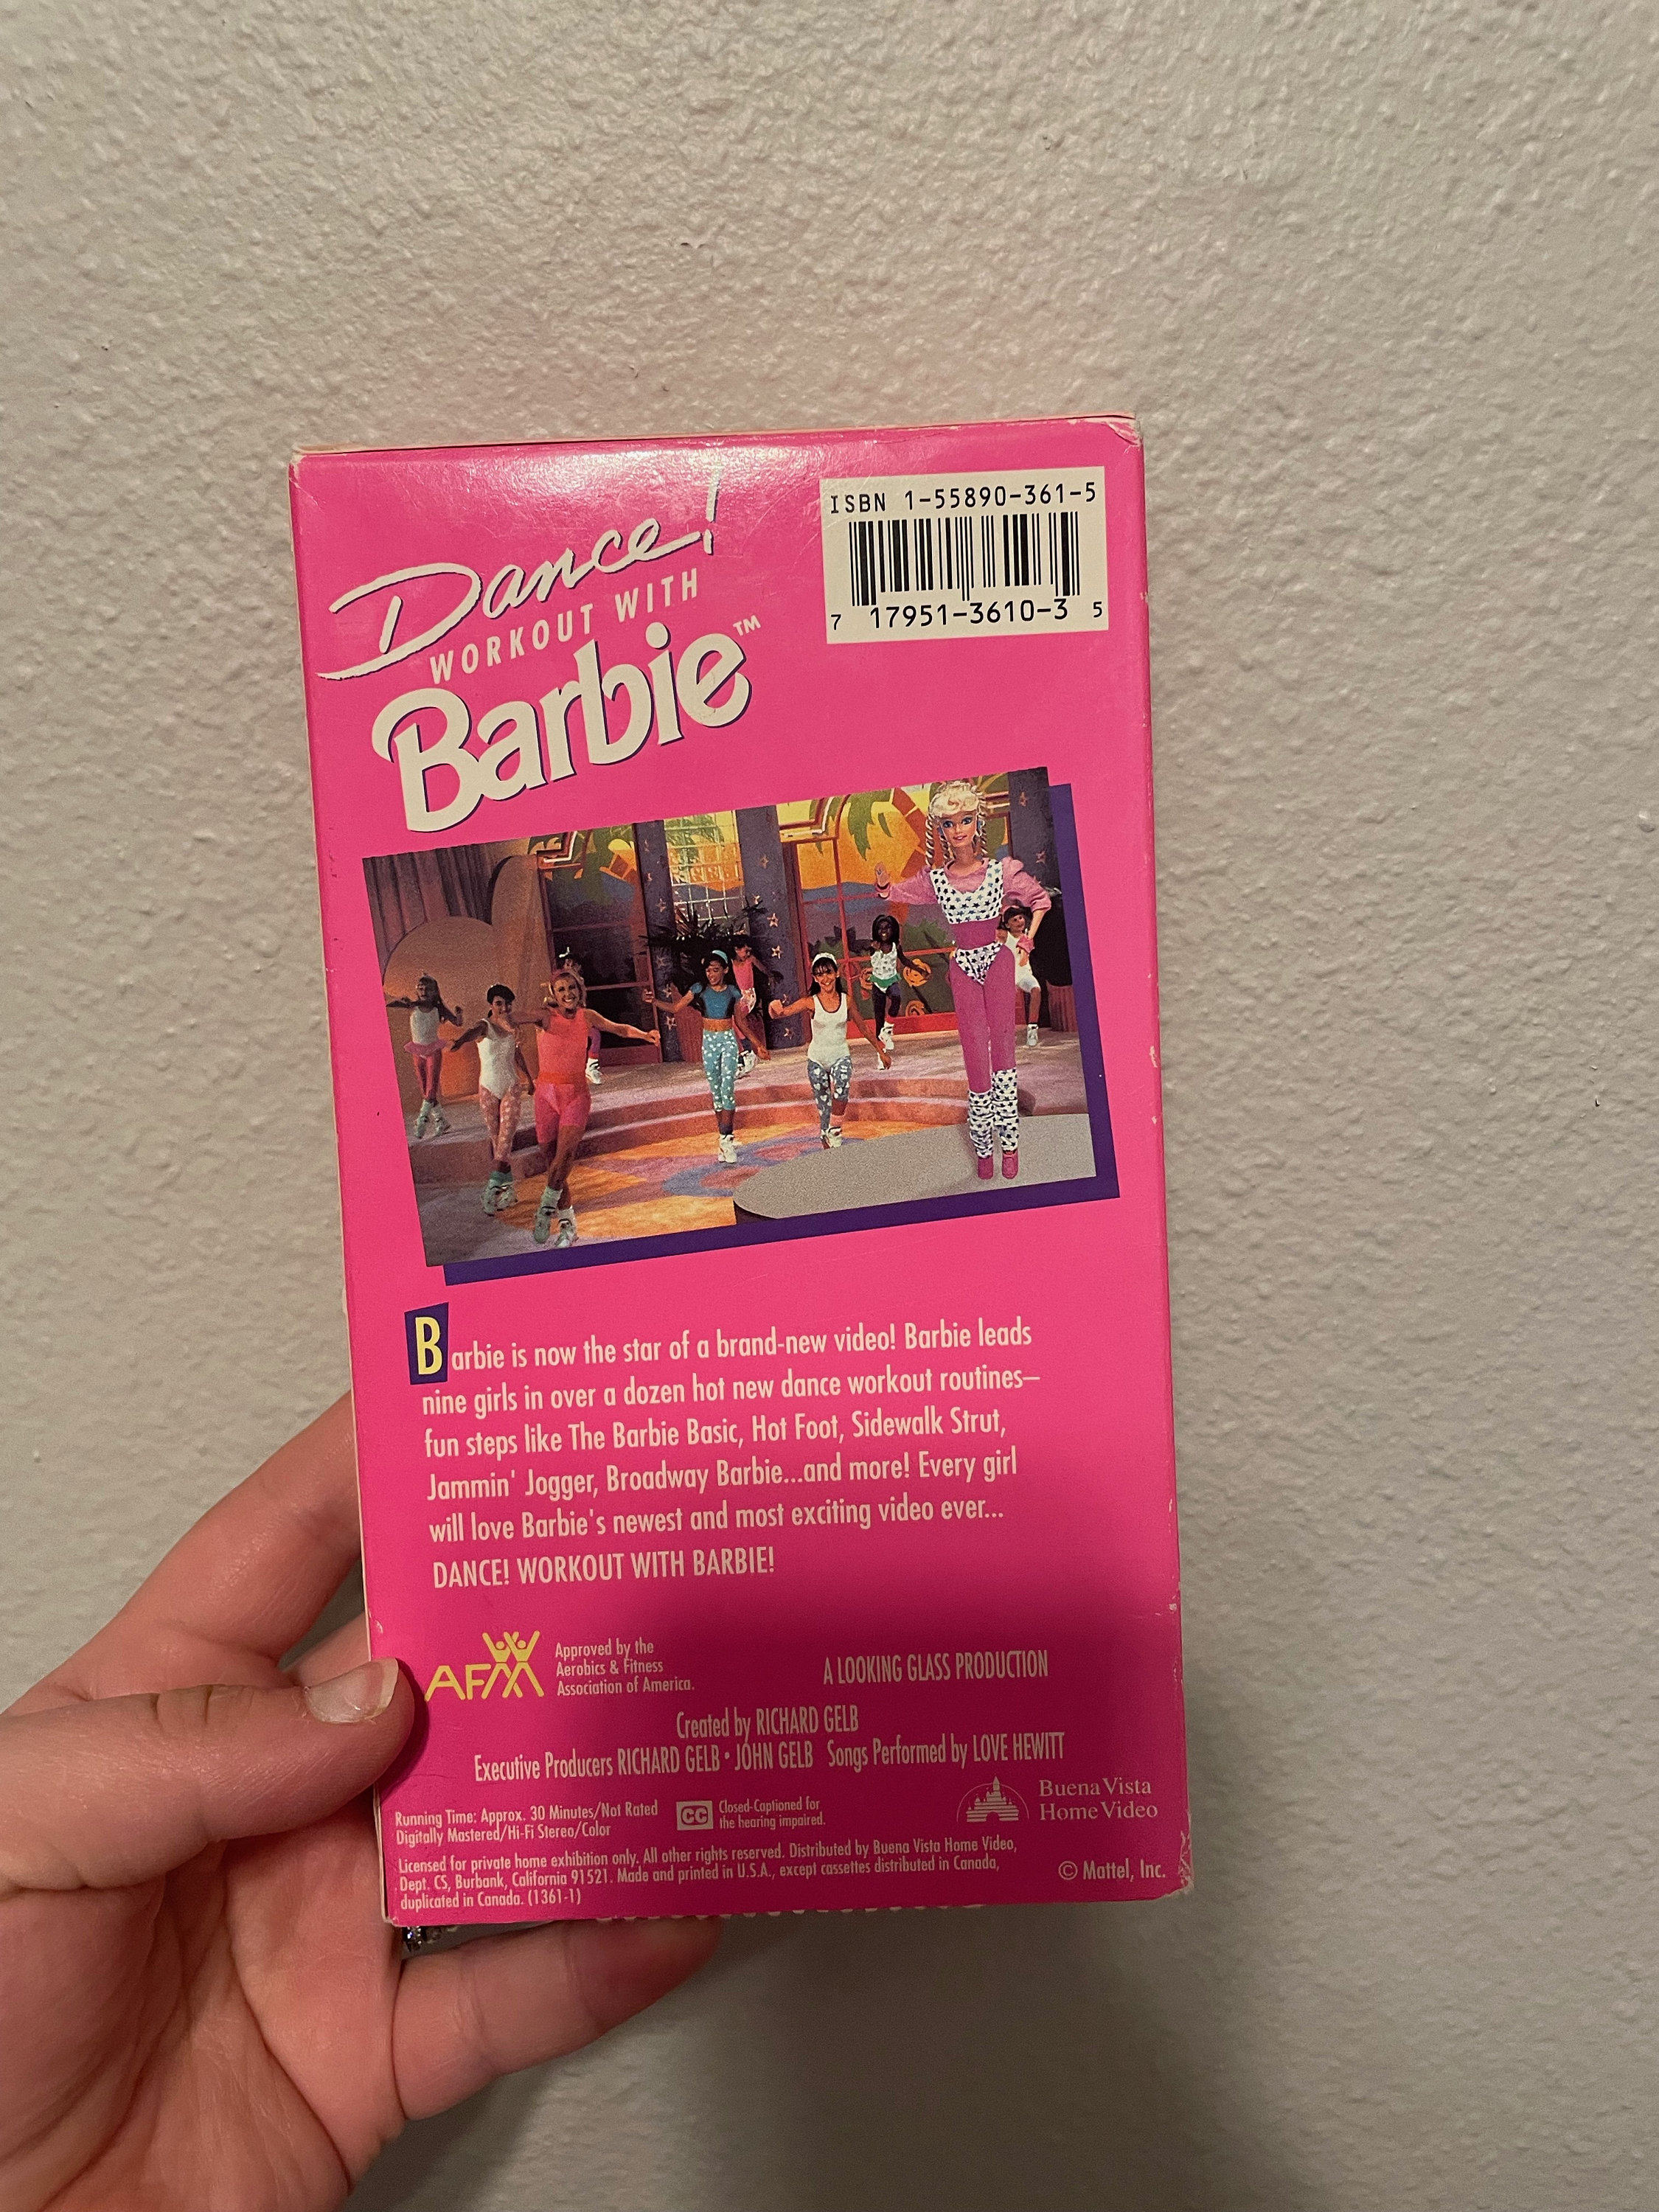 ISBN 1-55890-361-5
7 17951-3610-3 5
Dance!
WORKOUT WITH
Barbie™
Barbie is now the star of a brand-new video! Barbie leads
nine girls in over a dozen hot new dance workout routines—
fun steps like The Barbie Basic, Hot Foot, Sidewalk Strut,
Jammin' Jogger, Broadway Barbie...and more! Every girl
will love Barbie's newest and most exciting video ever...
DANCE! WORKOUT WITH BARBIE!
AFAA
Approved by the
Aerobics & Fitness
Association of America.
A LOOKING GLASS PRODUCTION
Created by RICHARD GELB
Executive Producers RICHARD GELB • JOHN GELB Songs Performed by LOVE HEWITT
Running Time: Approx. 30 Minutes/Not Rated
Digitally Mastered/Hi-Fi Stereo/Color
CC
Closed-Captioned for
the hearing impaired.
Buena Vista
Home Video
Licensed for private home exhibition only. All other rights reserved. Distributed by Buena Vista Home Video,
Dept. CS, Burbank, California 91521. Made and printed in U.S.A., except cassettes distributed in Canada,
duplicated in Canada. (1361-1)
© Mattel, Inc.